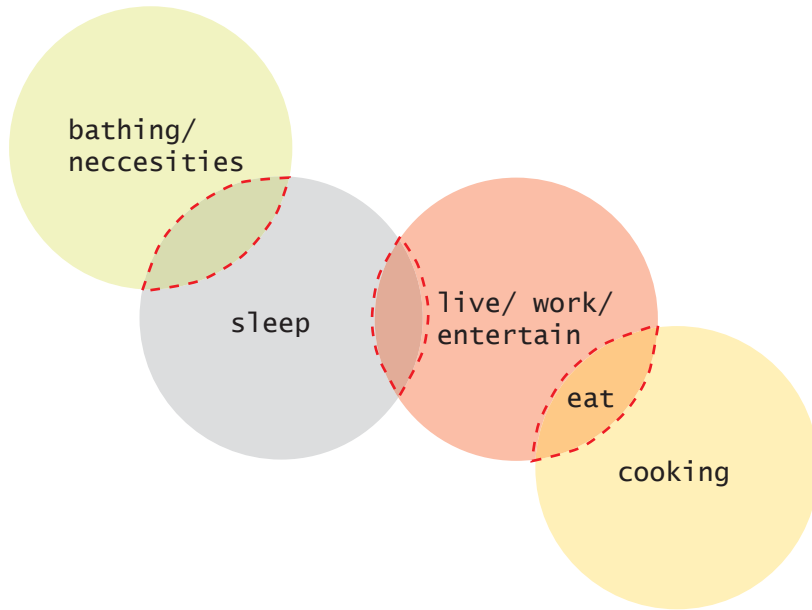 bathing/
neccesities
sleep
live/ work/
entertain
eat
cooking